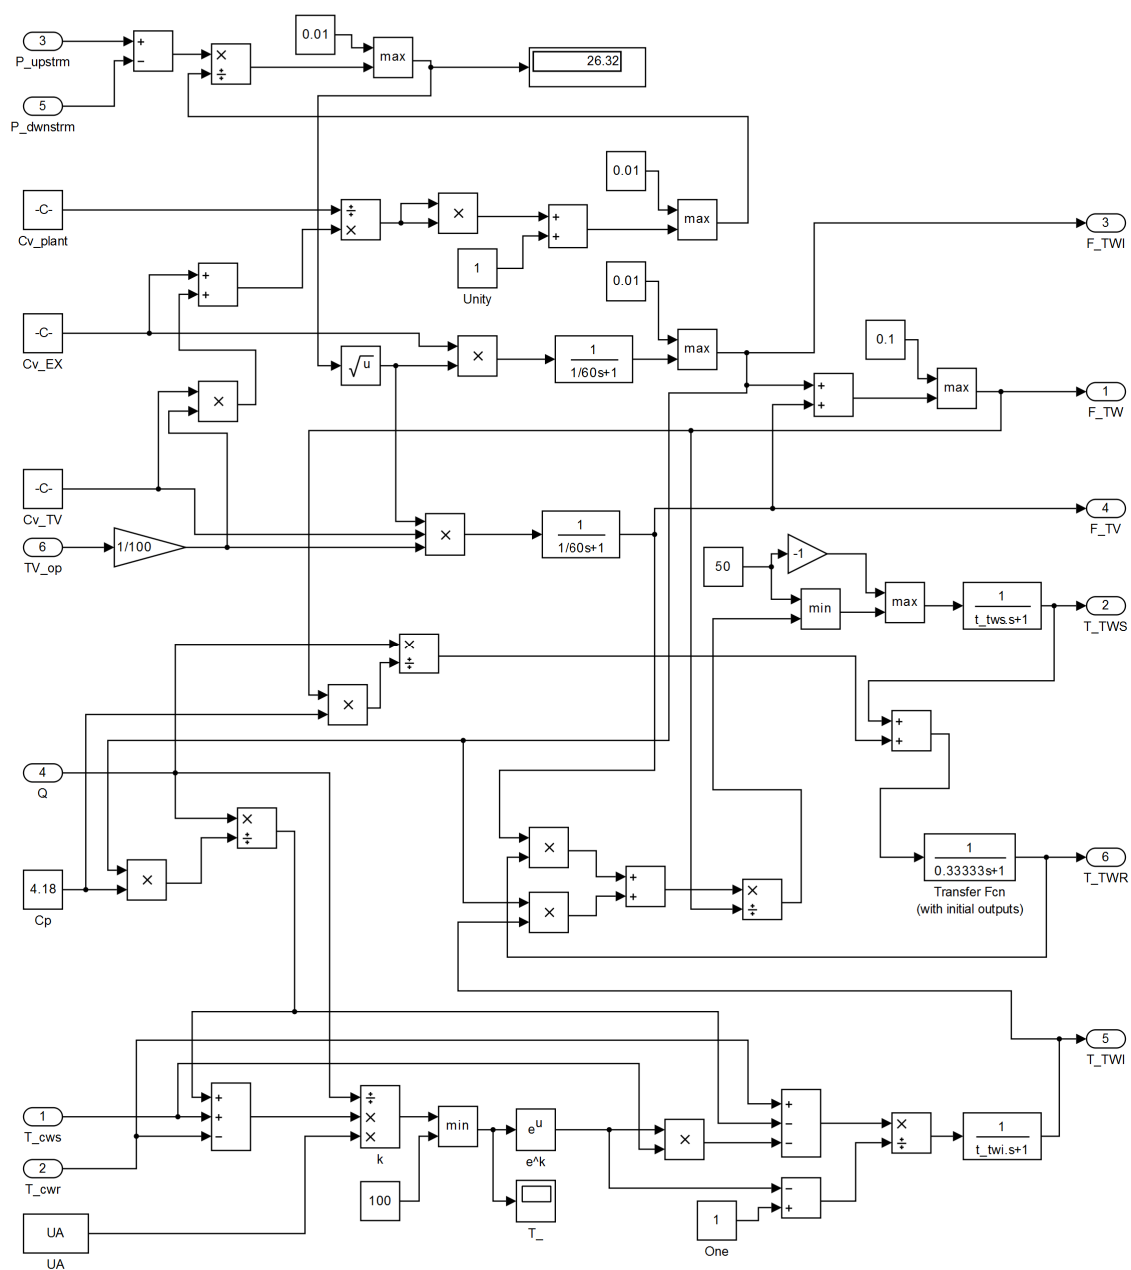 0.01
3
P_upstrm
+
−
×
÷
max
26.32
5
P_dwnstrm
0.01
-C-
Cv_plant
÷
×
×
+
+
max
3
F_TWI
1
Unity
+
+
0.01
-C-
Cv_EX
√u
×
1
1/60s+1
max
0.1
+
+
max
1
F_TW
×
-C-
Cv_TV
4
F_TV
6
TV_op
1/100
×
1
1/60s+1
50
-1
min
max
1
t_tws.s+1
2
T_TWS
×
÷
×
+
+
4
Q
×
÷
×
+
+
×
÷
1
0.33333s+1
Transfer Fcn
(with initial outputs)
6
T_TWR
4.18
Cp
×
×
5
T_TWI
1
T_cws
+
+
−
÷
×
×
k
min
e^u
e^k
×
+
−
−
×
÷
1
t_twi.s+1
2
T_cwr
100
T_
−
+
1
One
UA
UA